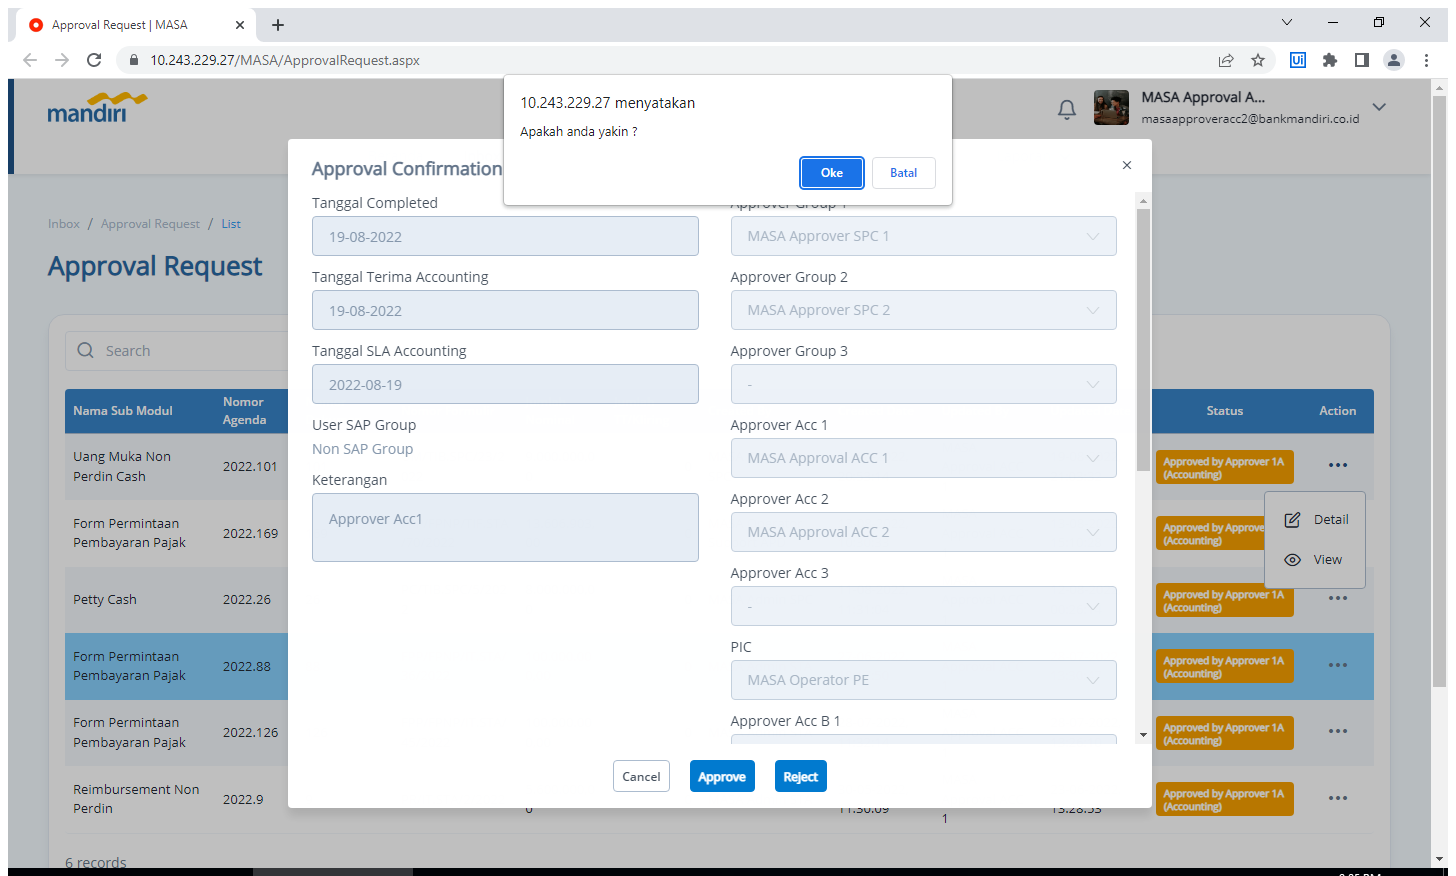 Approval Request | MASA
10.243.229.27/MASA/ApprovalRequest.aspx
Ui
mandiri
MASA Approval A...
masaapproveracc2@bankmandiri.co.id
10.243.229.27 menyatakan
Apakah anda yakin ?
Oke
Batal
Inbox / Approval Request / List
Approval Request
Search
Nama Sub Modul
Nomor
Agenda
Status
Action
Uang Muka Non
Perdin Cash
2022.101
Approved by Approver 1A
(Accounting)
Form Permintaan
Pembayaran Pajak
2022.169
(Accounting)
Petty Cash
2022.26
Approved by Approver 1A
(Accounting)
Form Permintaan
Pembayaran Pajak
2022.88
Approved by Approver 1A
(Accounting)
Form Permintaan
Pembayaran Pajak
2022.126
Approved by Approver 1A
(Accounting)
Reimbursement Non
Perdin
2022.9
0
1
Approved by Approver 1A
(Accounting)
6 records
Detail
View
Approval Confirmation
Tanggal Completed
19-08-2022
Tanggal Terima Accounting
19-08-2022
Tanggal SLA Accounting
2022-08-19
User SAP Group
Non SAP Group
Keterangan
Approver Acc1
Approver Group 1
MASA Approver SPC 1
Approver Group 2
MASA Approver SPC 2
Approver Group 3
-
Approver Acc 1
MASA Approval ACC 1
Approver Acc 2
MASA Approval ACC 2
Approver Acc 3
-
PIC
MASA Operator PE
Approver Acc B 1
Cancel
Approve
Reject